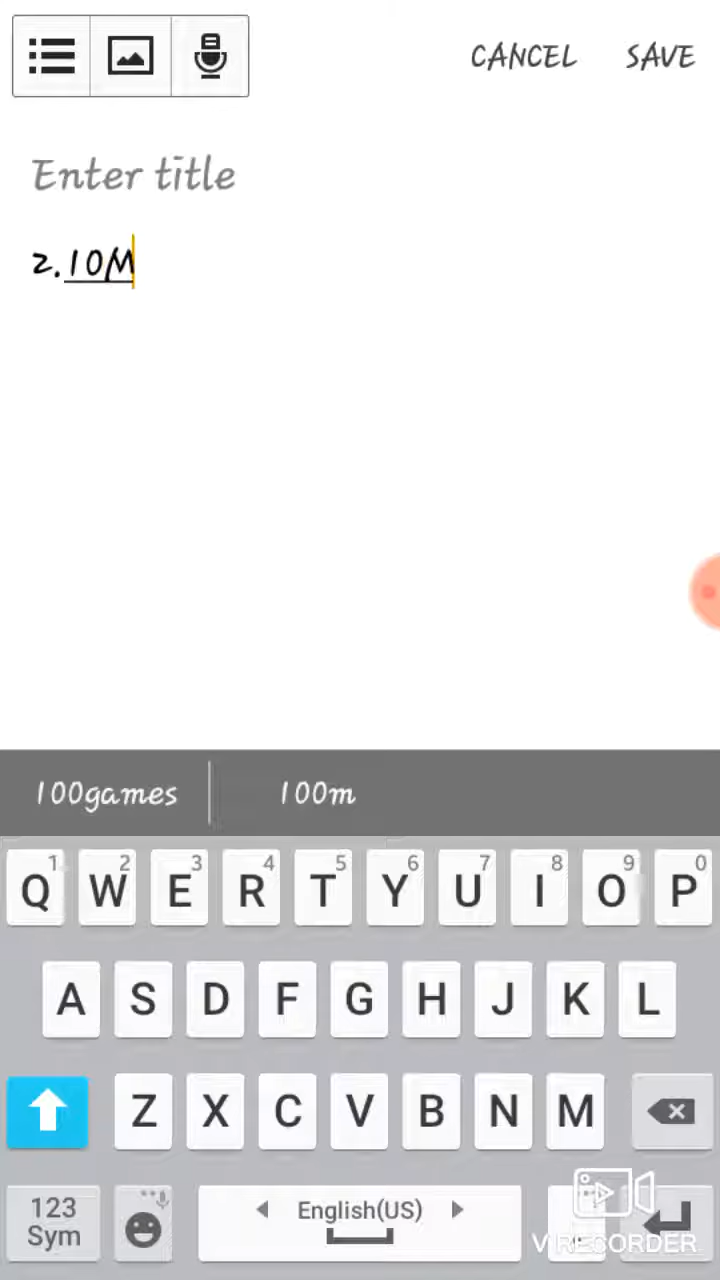 CANCEL SAVE
Enter title
2.10M
100games 100m
1 2 3 4 5 6 7 8 9 0
Q W E R T Y U I O P
A S D F G H J K L
Z X C V B N M
123
Sym
English(US)
V RECORDER